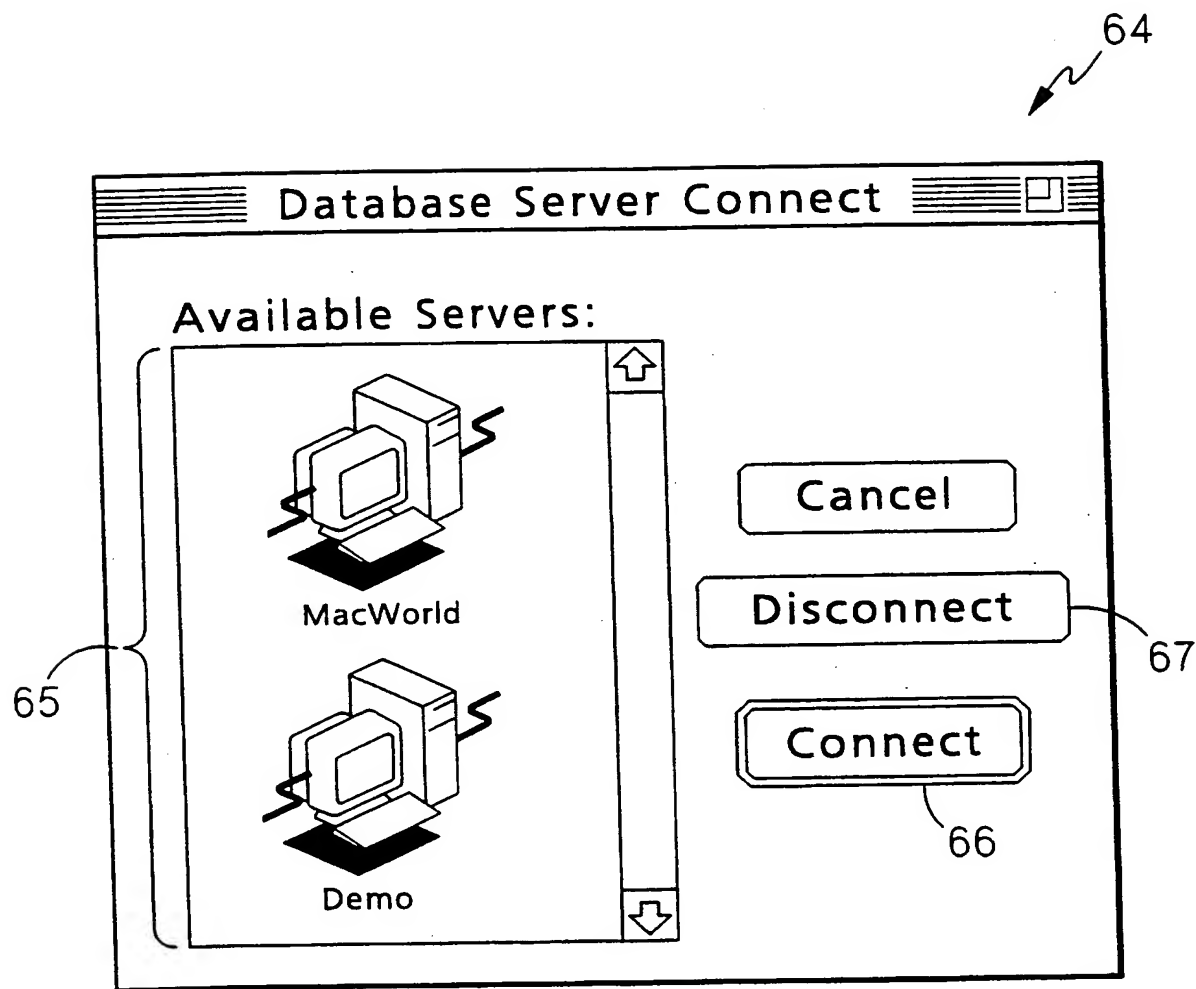 64
Database Server Connect
Available Servers:
MacWorld
Demo
65
Cancel
Disconnect
67
Connect
66